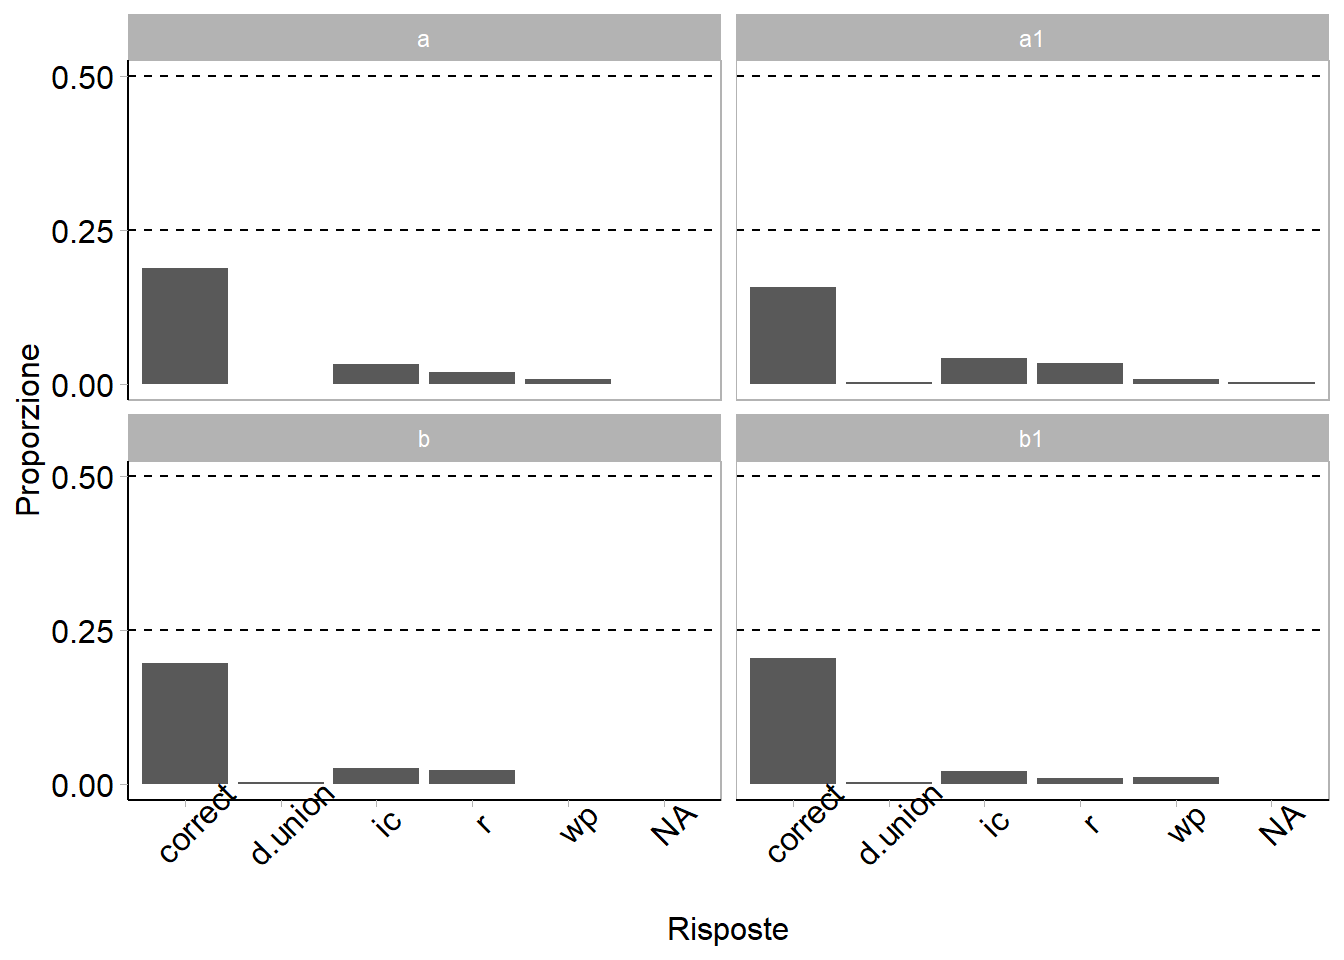 a
a1
0.50
0.25
0.00
b
b1
0.50
0.25
0.00
Proporzione
correct
d.union
ic
r
wp
NA
correct
d.union
ic
r
wp
NA
Risposte